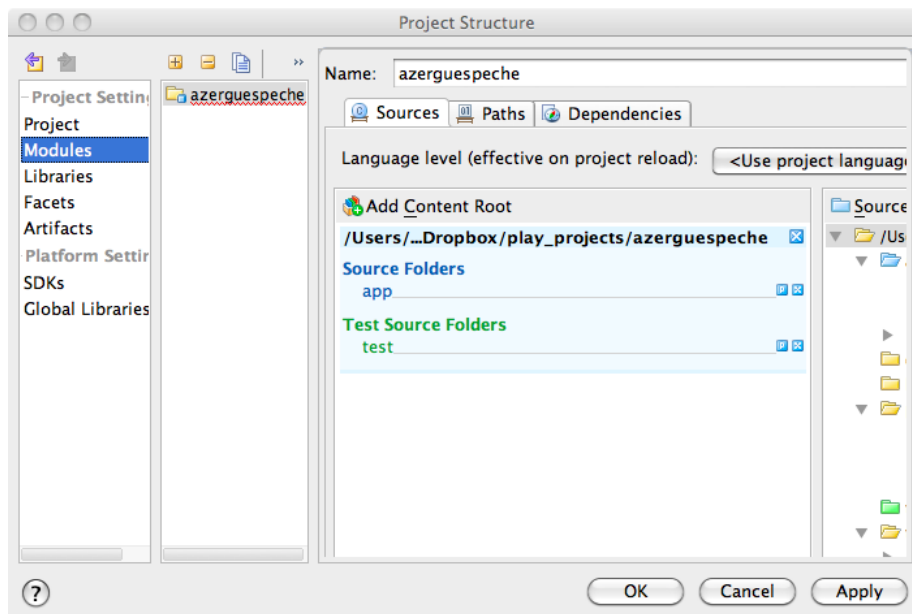 Project Structure
Project Settin
Project
Modules
Libraries
Facets
Artifacts
Platform Settin
SDKs
Global Libraries
azerguespeche
Name: azerguespeche
Sources Paths Dependencies
Language level (effective on project reload): <Use project language
Add Content Root
/Users/...Dropbox/play_projects/azerguespeche
Source Folders
app
Test Source Folders
test
Source
/Us
? OK Cancel Apply